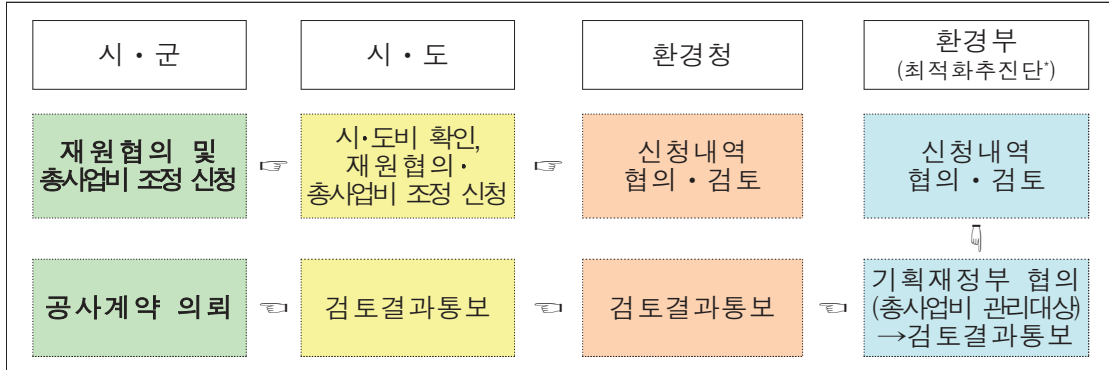 시・군
시・도
환경청
환경부
(최적화추진단*)
재원협의 및
총사업비 조정 신청
☞
시・도비 확인,
재원협의・
총사업비 조정 신청
☞
신청내역
협의・검토
신청내역
협의・검토
☟
공사계약 의뢰
☜
검토결과통보
☜
검토결과통보
☜
기획재정부 협의
(총사업비 관리대상)
→검토결과통보